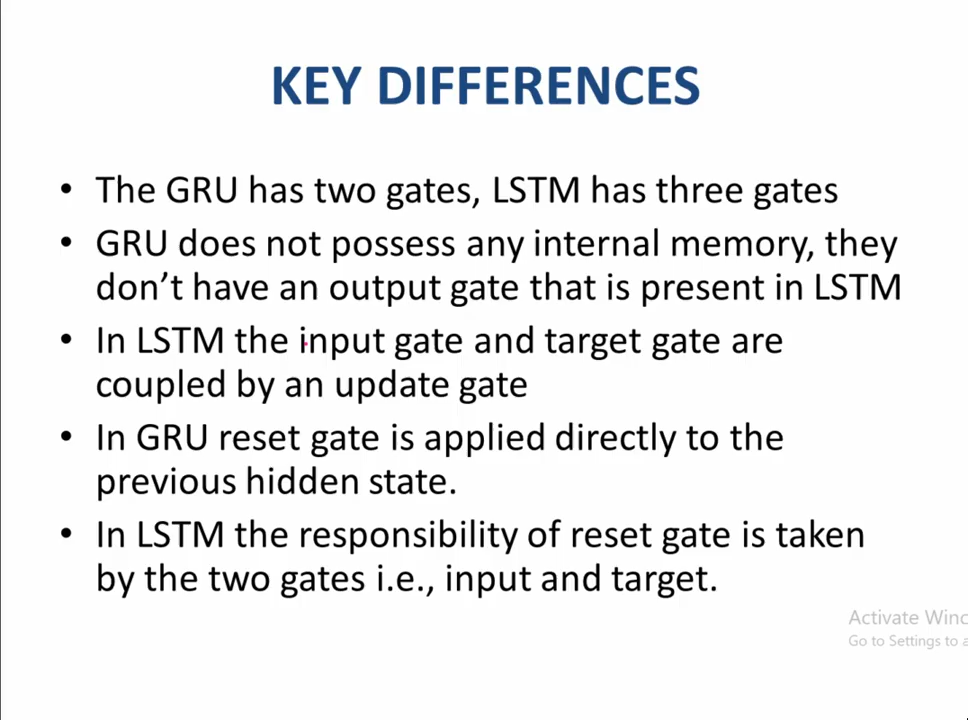 KEY DIFFERENCES
• The GRU has two gates, LSTM has three gates
• GRU does not possess any internal memory, they
don’t have an output gate that is present in LSTM
• In LSTM the input gate and target gate are
coupled by an update gate
• In GRU reset gate is applied directly to the
previous hidden state.
• In LSTM the responsibility of reset gate is taken
by the two gates i.e., input and target.
Activate Winc
Go to Settings to a